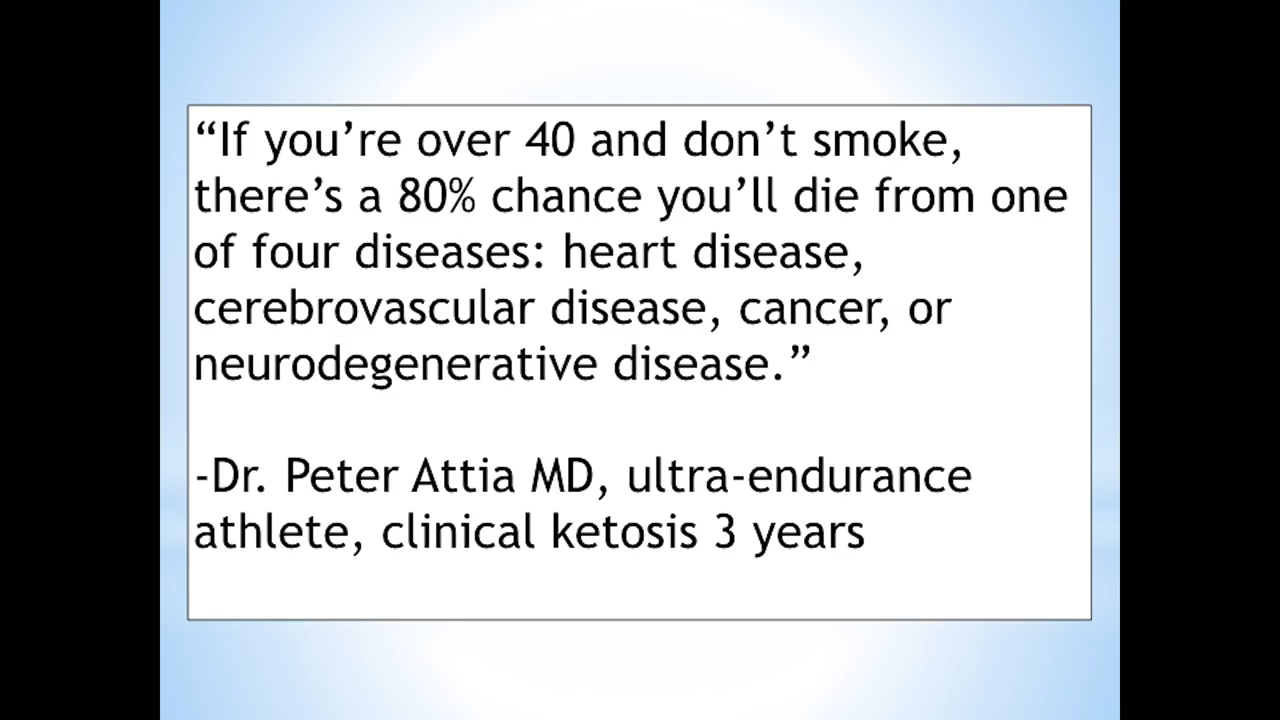 “If you’re over 40 and don’t smoke,
there’s a 80% chance you’ll die from one
of four diseases: heart disease,
cerebrovascular disease, cancer, or
neurodegenerative disease.”
-Dr. Peter Attia MD, ultra-endurance
athlete, clinical ketosis 3 years